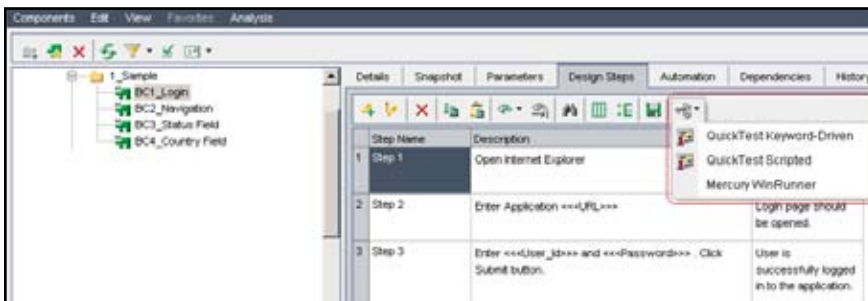 Components Edit View Favorites Analysis
1_Sample
BC1_Login
BC2_Navigation
BC3_Status Field
BC4_Country Field
Details Snapshot Parameters Design Steps Automation Dependencies History
Step Name Description
1 Step 1 Open Internet Explorer
2 Step 2 Enter Application <<<URL>>> Login page should
be opened.
3 Step 3 Enter <<<User_Id>>> and <<<Password>>> . Click
Submit button.
User is
successfully logged
in to the application.
QuickTest Keyword-Driven
QuickTest Scripted
Mercury WinRunner